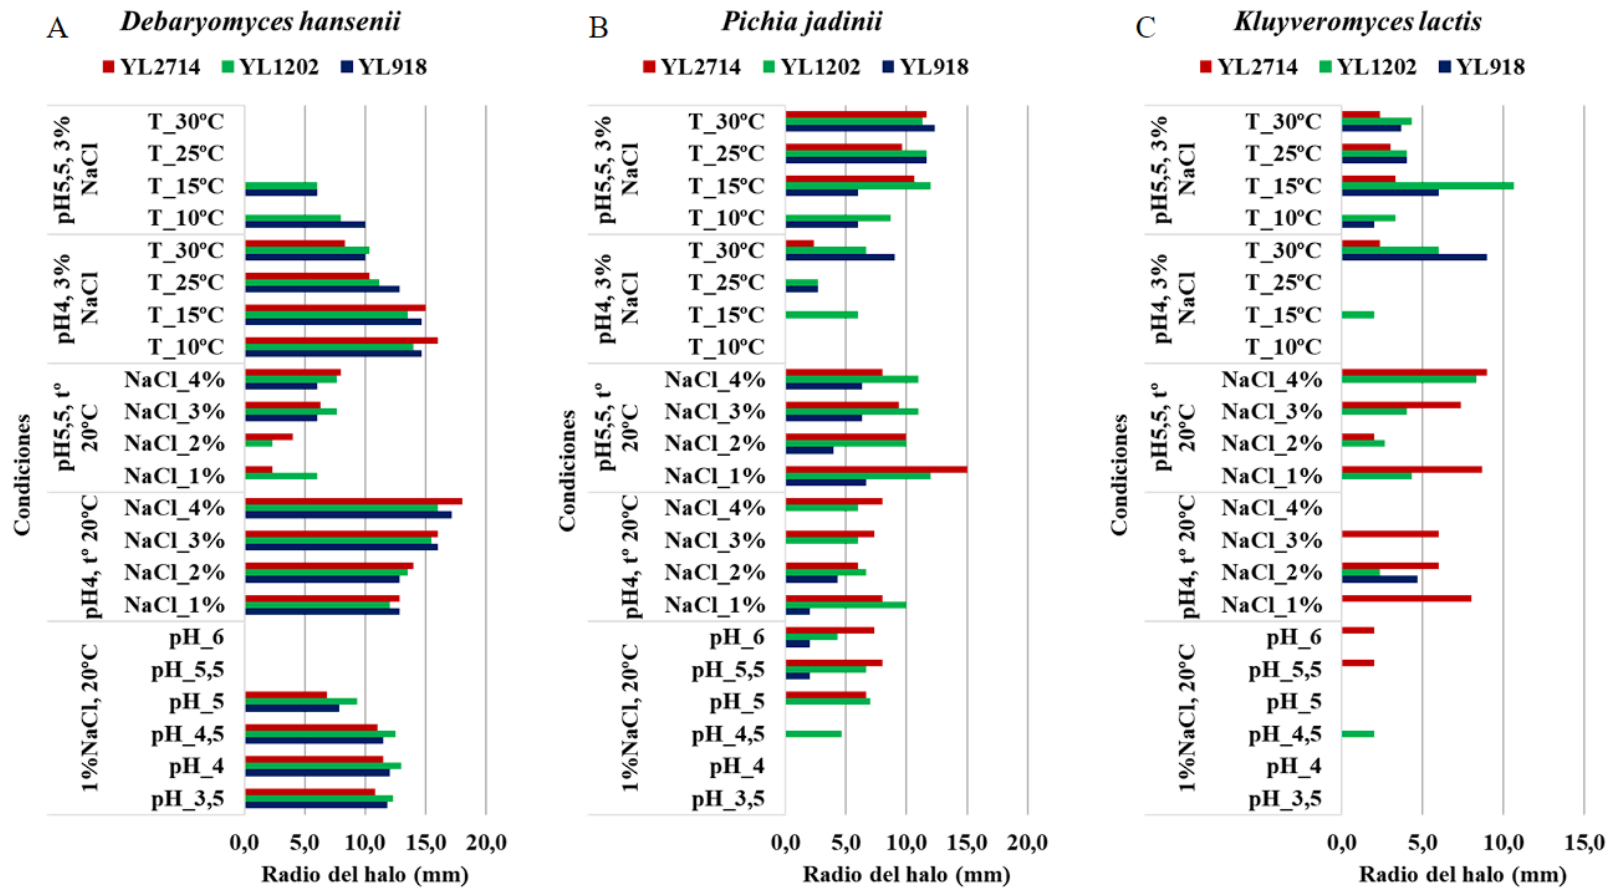 A
Debaryomyces hansenii
YL2714 YL1202 YL918
Condiciones
pH5,5, 3%
NaCl
T_30ºC
T_25ºC
T_15ºC
T_10ºC
pH4, 3%
NaCl
T_30ºC
T_25ºC
T_15ºC
T_10ºC
pH5,5, tº
20ºC
NaCl_4%
NaCl_3%
NaCl_2%
NaCl_1%
pH4, tº 20ºC
NaCl_4%
NaCl_3%
NaCl_2%
NaCl_1%
1%NaCl, 20ºC
pH_6
pH_5,5
pH_5
pH_4,5
pH_4
pH_3,5
0,0 5,0 10,0 15,0 20,0
Radio del halo (mm)
B
Pichia jadinii
YL2714 YL1202 YL918
Condiciones
pH5,5, 3%
NaCl
T_30ºC
T_25ºC
T_15ºC
T_10ºC
pH4, 3%
NaCl
T_30ºC
T_25ºC
T_15ºC
T_10ºC
pH5,5, tº
20ºC
NaCl_4%
NaCl_3%
NaCl_2%
NaCl_1%
pH4, tº 20ºC
NaCl_4%
NaCl_3%
NaCl_2%
NaCl_1%
1%NaCl, 20ºC
pH_6
pH_5,5
pH_5
pH_4,5
pH_4
pH_3,5
0,0 5,0 10,0 15,0 20,0
Radio del halo (mm)
C
Kluyveromyces lactis
YL2714 YL1202 YL918
Condiciones
pH5,5, 3%
NaCl
T_30ºC
T_25ºC
T_15ºC
T_10ºC
pH4, 3%
NaCl
T_30ºC
T_25ºC
T_15ºC
T_10ºC
pH5,5, tº
20ºC
NaCl_4%
NaCl_3%
NaCl_2%
NaCl_1%
pH4, tº 20ºC
NaCl_4%
NaCl_3%
NaCl_2%
NaCl_1%
1%NaCl, 20ºC
pH_6
pH_5,5
pH_5
pH_4,5
pH_4
pH_3,5
0,0 5,0 10,0 15,0
Radio del halo (mm)